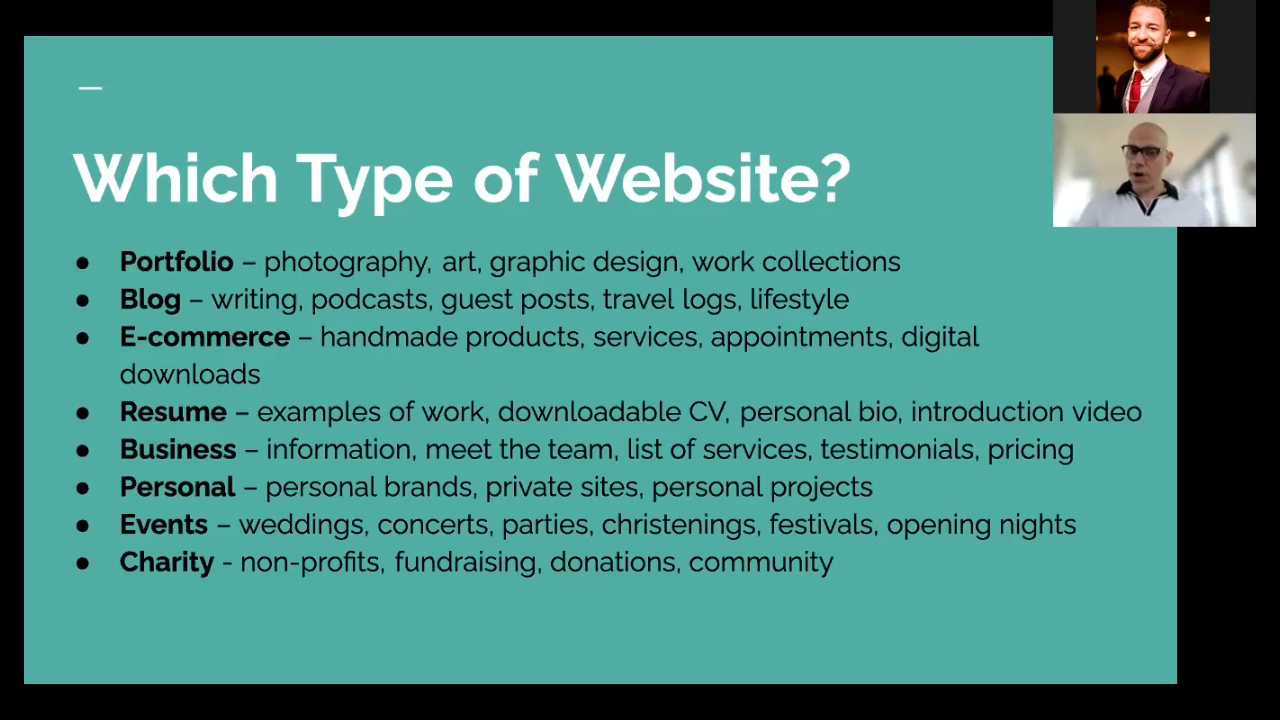 Which Type of Website?
● Portfolio – photography, art, graphic design, work collections
● Blog – writing, podcasts, guest posts, travel logs, lifestyle
● E-commerce – handmade products, services, appointments, digital
downloads
● Resume – examples of work, downloadable CV, personal bio, introduction video
● Business – information, meet the team, list of services, testimonials, pricing
● Personal – personal brands, private sites, personal projects
● Events – weddings, concerts, parties, christenings, festivals, opening nights
● Charity - non-profits, fundraising, donations, community